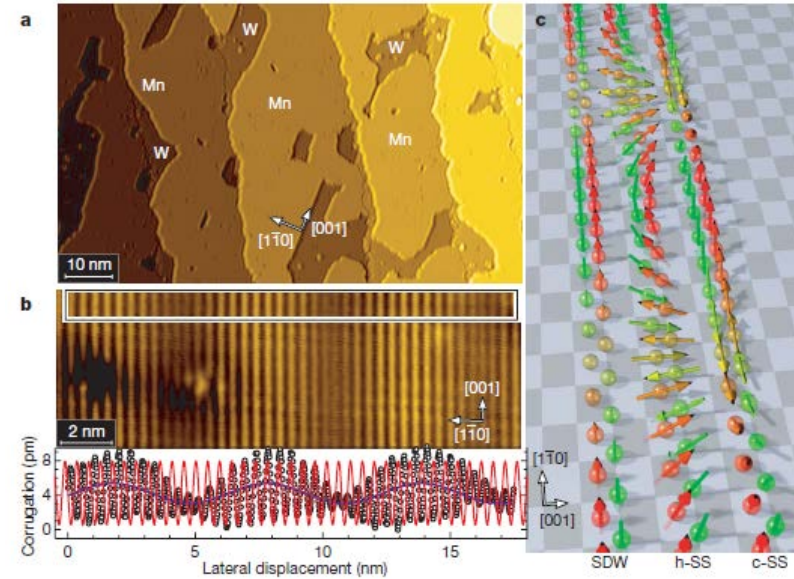 a
W
W
Mn
Mn
W
Mn
[11̅0]
[001]
10 nm
b
[001]
[11̅0]
2 nm
Corrugation (pm)
8
4
0
0
5
10
15
Lateral displacement (nm)
c
[11̅0]
[001]
SDW
h-SS
c-SS